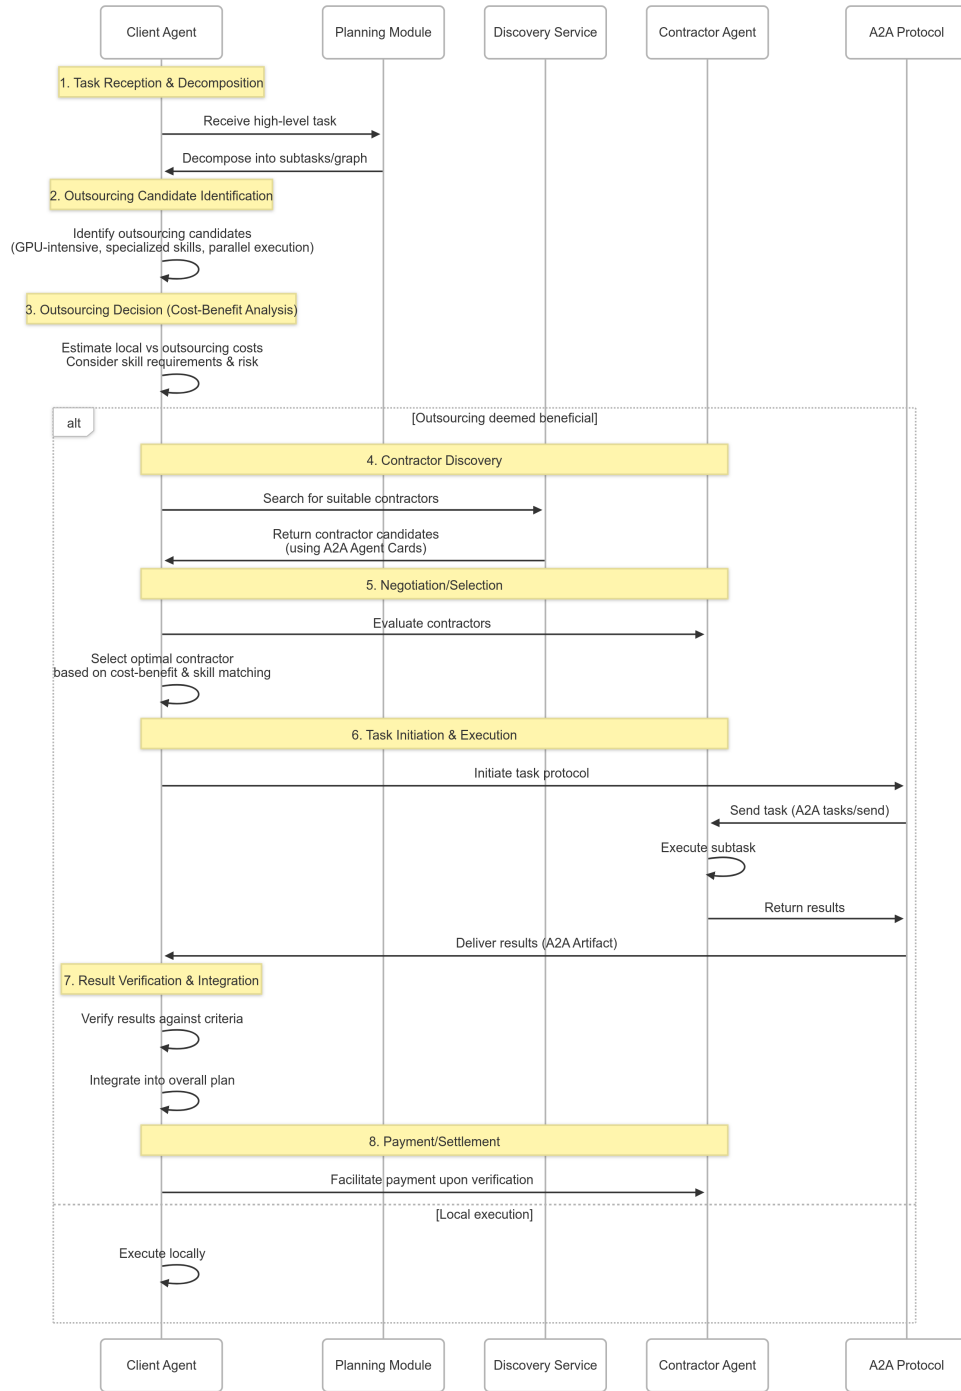 Client Agent
Planning Module
Discovery Service
Contractor Agent
A2A Protocol
1. Task Reception & Decomposition
Receive high-level task
Decompose into subtasks/graph
2. Outsourcing Candidate Identification
Identify outsourcing candidates
(GPU-intensive, specialized skills, parallel execution)
3. Outsourcing Decision (Cost-Benefit Analysis)
Estimate local vs outsourcing costs
Consider skill requirements & risk
alt
[Outsourcing deemed beneficial]
4. Contractor Discovery
Search for suitable contractors
Return contractor candidates
(using A2A Agent Cards)
5. Negotiation/Selection
Evaluate contractors
Select optimal contractor
based on cost-benefit & skill matching
6. Task Initiation & Execution
Initiate task protocol
Send task (A2A tasks/send)
Execute subtask
Return results
Deliver results (A2A Artifact)
7. Result Verification & Integration
Verify results against criteria
Integrate into overall plan
8. Payment/Settlement
Facilitate payment upon verification
[Local execution]
Execute locally
Client Agent
Planning Module
Discovery Service
Contractor Agent
A2A Protocol